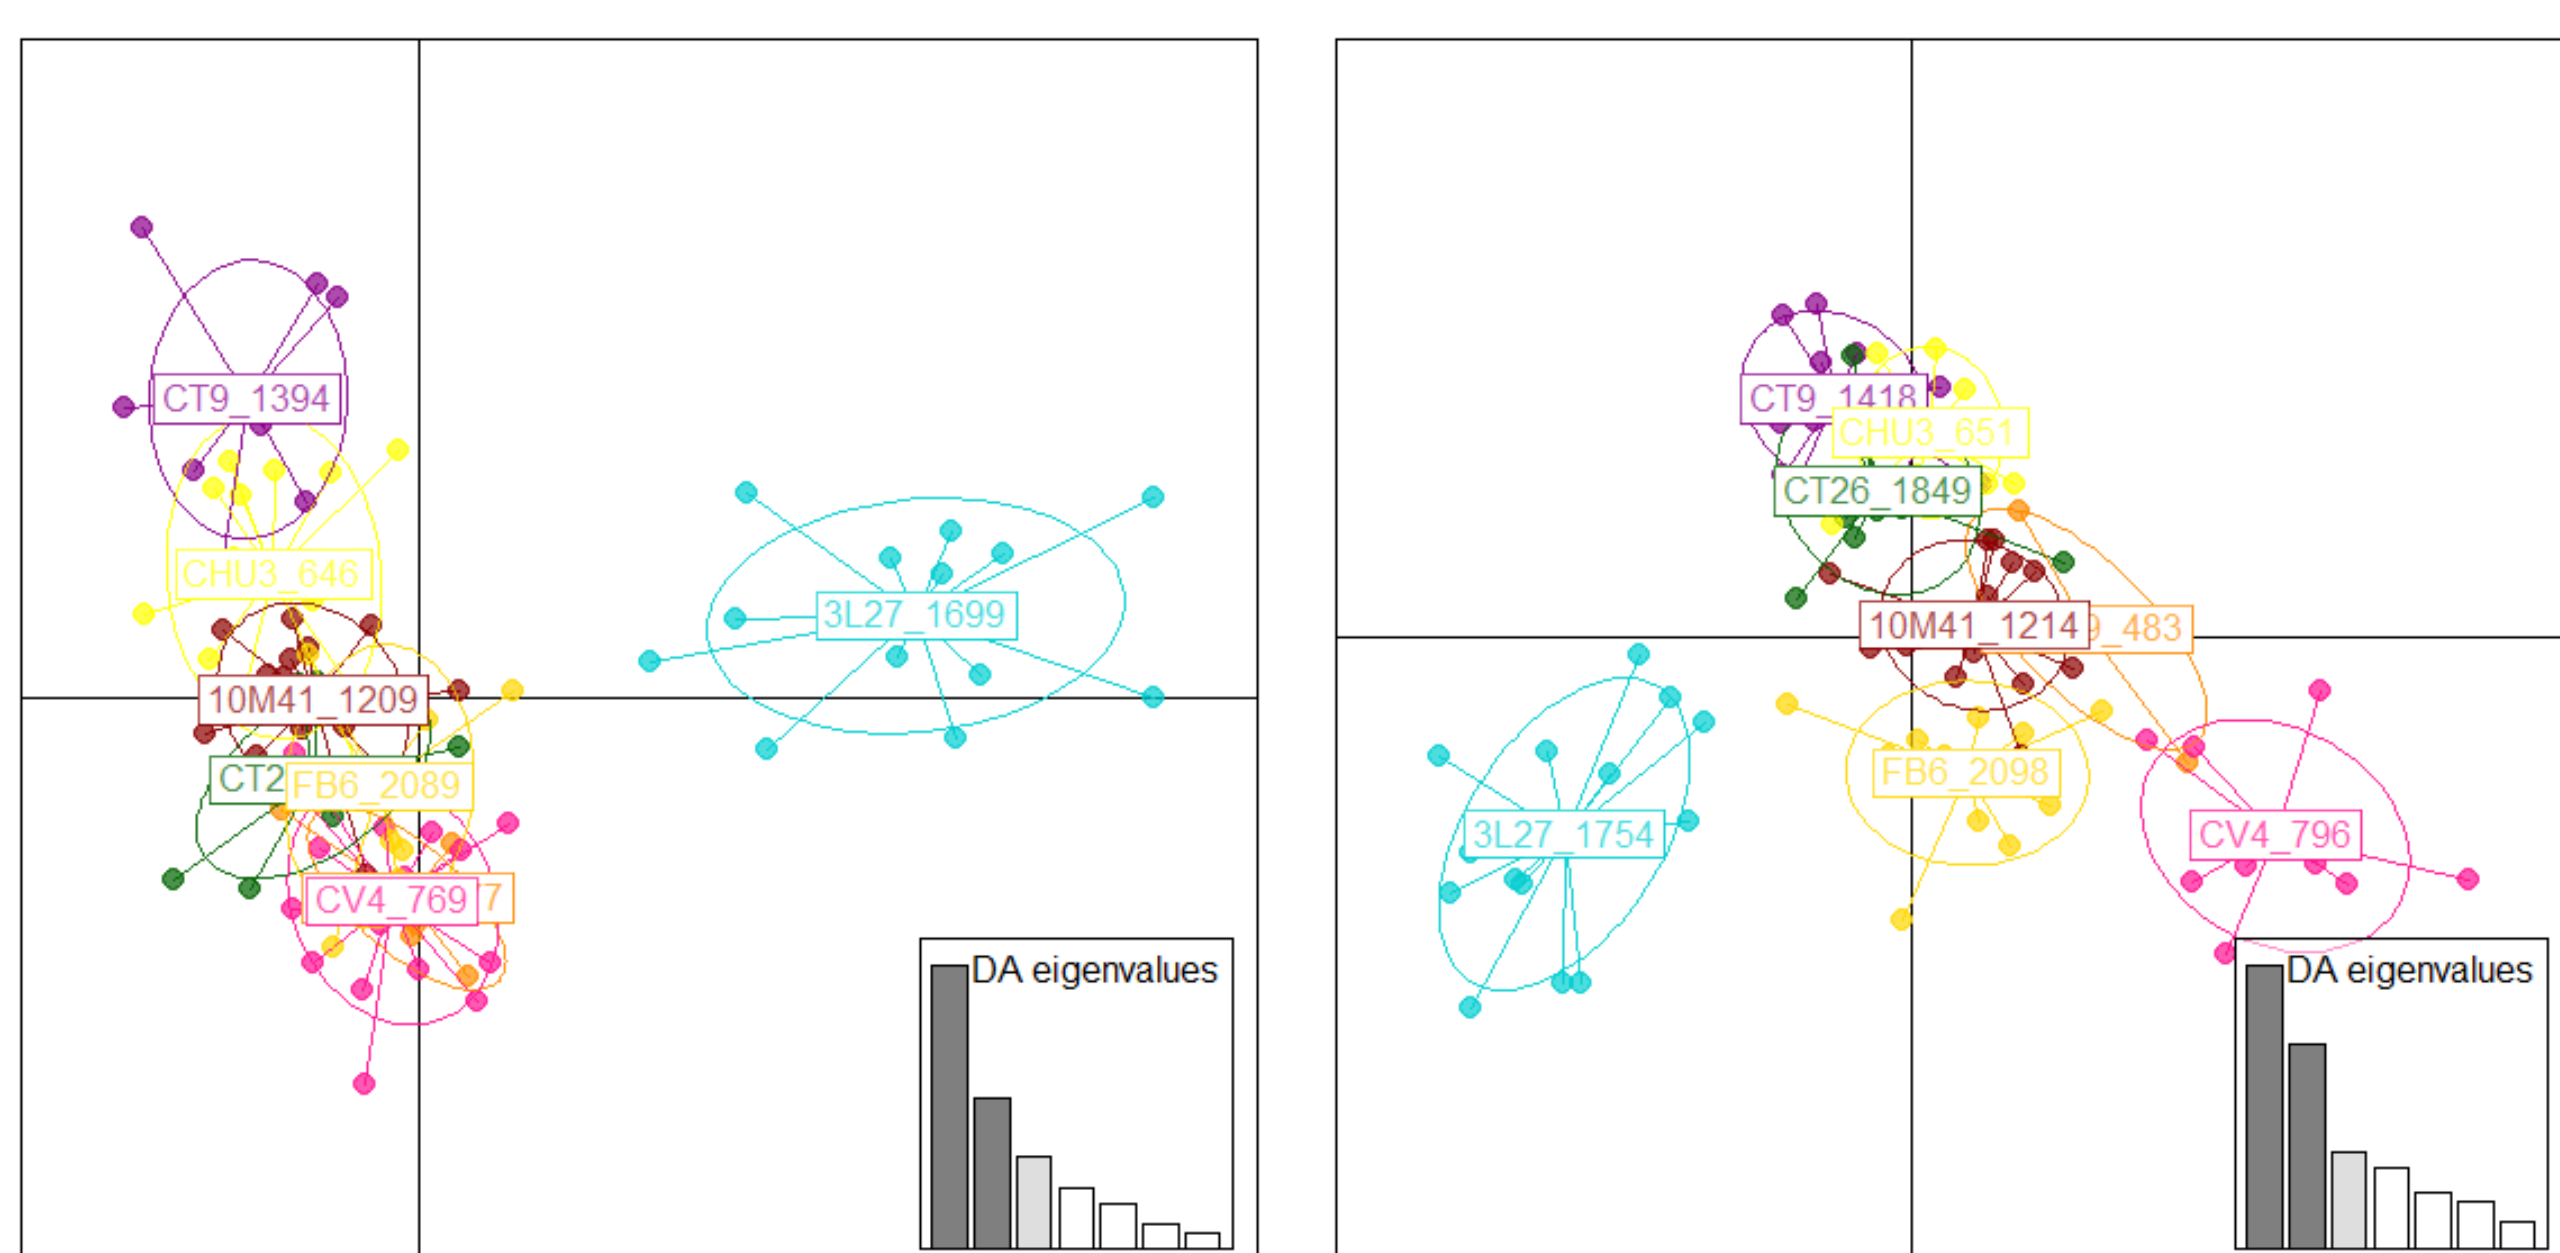 CT9_1394
CHU3_646
3L27_1699
10M41_1209
CT2
FB6_2089
CV4_769
7
DA eigenvalues
CT9_1418
CHU3_651
CT26_1849
10M41_1214
9_483
FB6_2098
3L27_1754
CV4_796
DA eigenvalues